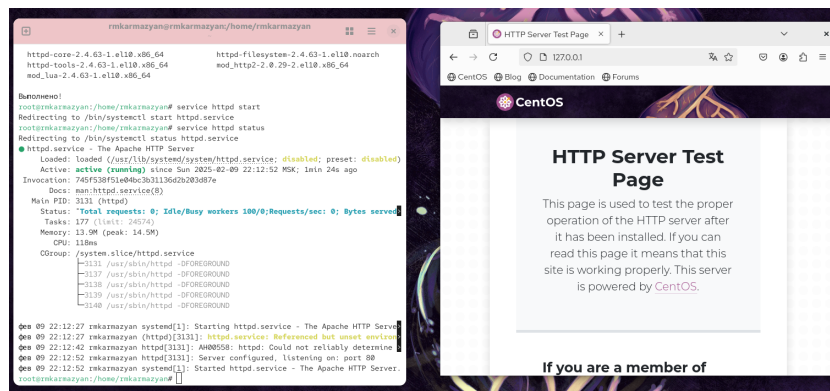 rmkarmazyan@rmkarmazyan:/home/rmkarmazyan
httpd-core-2.4.63-1.el10.x86_64 httpd-filesystem-2.4.63-1.el10.noarch
httpd-tools-2.4.63-1.el10.x86_64 mod_http2-2.0.29-2.el10.x86_64
mod_lua-2.4.63-1.el10.x86_64
Выполнено!
root@rmkarmazyan:/home/rmkarmazyan# service httpd start
Redirecting to /bin/systemctl start httpd.service
root@rmkarmazyan:/home/rmkarmazyan# service httpd status
Redirecting to /bin/systemctl status httpd.service
● httpd.service - The Apache HTTP Server
Loaded: loaded (/usr/lib/systemd/system/httpd.service; disabled; preset: disabled)
Active: active (running) since Sun 2025-02-09 22:12:52 MSK; 1min 24s ago
Invocation: 745f538f51e04bc3b31136d2b203d87e
Docs: man:httpd.service(8)
Main PID: 3131 (httpd)
Status: "Total requests: 0; Idle/Busy workers 100/0;Requests/sec: 0; Bytes served>
Tasks: 177 (limit: 24574)
Memory: 13.9M (peak: 14.5M)
CPU: 118ms
CGroup: /system.slice/httpd.service
├─3131 /usr/sbin/httpd -DFOREGROUND
├─3137 /usr/sbin/httpd -DFOREGROUND
├─3138 /usr/sbin/httpd -DFOREGROUND
├─3139 /usr/sbin/httpd -DFOREGROUND
└─3140 /usr/sbin/httpd -DFOREGROUND
фев 09 22:12:27 rmkarmazyan systemd[1]: Starting httpd.service - The Apache HTTP Serve>
фев 09 22:12:27 rmkarmazyan (httpd)[3131]: httpd.service: Referenced but unset environ>
фев 09 22:12:42 rmkarmazyan httpd[3131]: AH00558: httpd: Could not reliably determine >
фев 09 22:12:52 rmkarmazyan httpd[3131]: Server configured, listening on: port 80
фев 09 22:12:52 rmkarmazyan systemd[1]: Started httpd.service - The Apache HTTP Server.
root@rmkarmazyan:/home/rmkarmazyan#
HTTP Server Test Page
127.0.0.1
CentOS Blog Documentation Forums
CentOS
HTTP Server Test
Page
This page is used to test the proper
operation of the HTTP server after
it has been installed. If you can
read this page it means that this
site is working properly. This server
is powered by CentOS.
If you are a member of